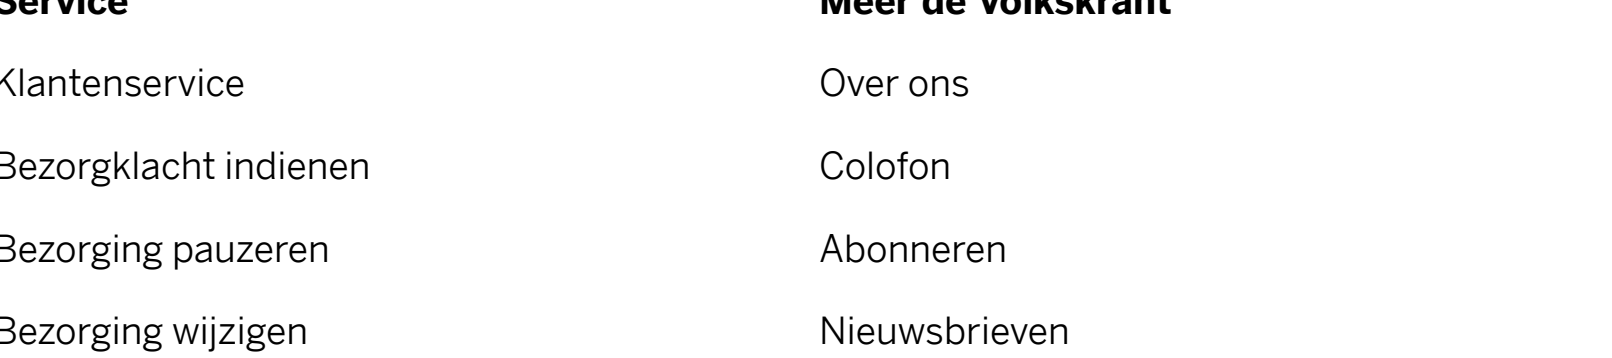 Service
Klantenservice
Bezorgklacht indienen
Bezorging pauzeren
Bezorging wijzigen
Meer de Volkskrant
Over ons
Colofon
Abonneren
Nieuwsbrieven